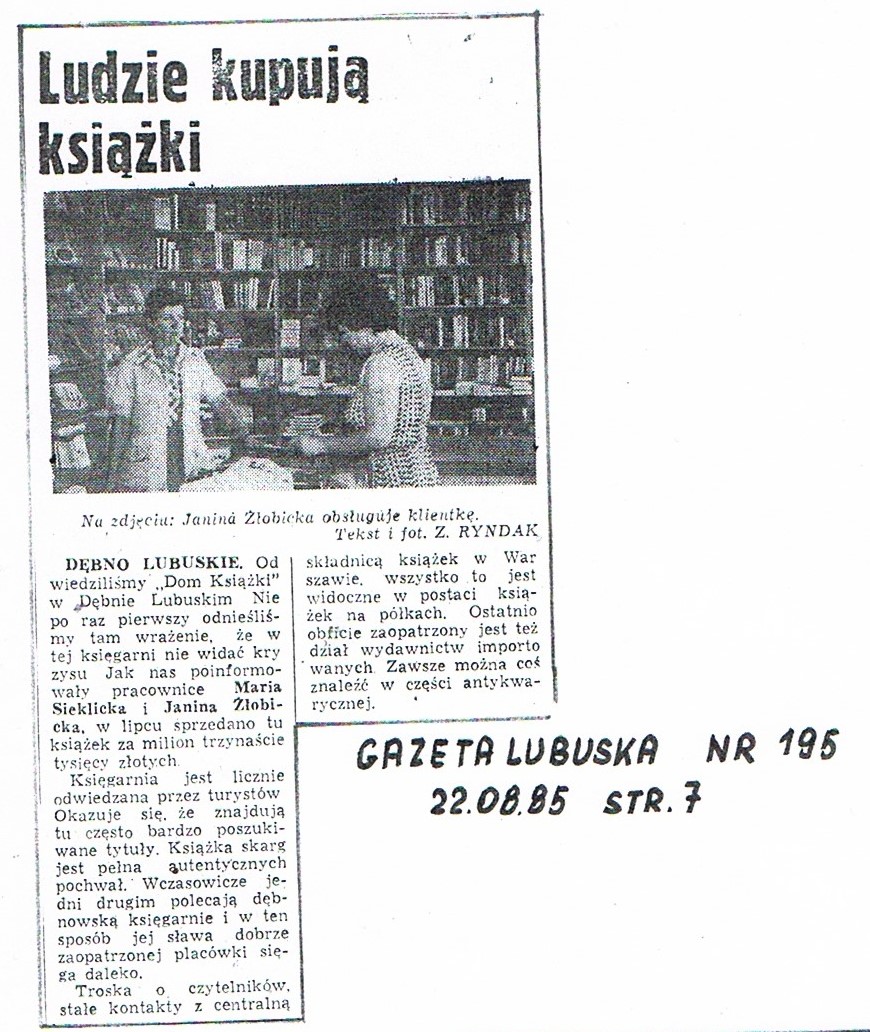 Ludzie kupują
książki
Na zdjęciu: Janina Żłobicka obsługuje klientkę.
Tekst i fot. Z. RYNDAK
DĘBNO LUBUSKIE. Od
wiedziliśmy „Dom Książki”
w Dębnie Lubuskim Nie
po raz pierwszy odnieśliś-
my tam wrażenie, że w
tej księgarni nie widać kry
zysu Jak nas poinformo-
wały pracownice Maria
Sieklicka i Janina Żłobi-
cka, w lipcu sprzedano tu
książek za milion trzynaście
tysięcy złotych.
Księgarnia jest licznie
odwiedzana przez turystów
Okazuje się, że znajdują
tu często bardzo poszuki-
wane tytuły. Książka skarg
jest pełna autentycznych
pochwał. Wczasowicze je-
dni drugim polecają dęb-
nowską księgarnie i w ten
sposób jej sława dobrze
zaopatrzonej placówki się-
ga daleko.
Troska o czytelników,
stałe kontakty z centralną
składnicą książek w War
szawie, wszystko to jest
widoczne w postaci ksią-
żek na półkach. Ostatnio
obficie zaopatrzony jest też
dział wydawnictw importo
wanych. Zawsze można coś
znaleźć w części antykwa-
rycznej.
GAZETA LUBUSKA NR 195
22.08.85 STR. 7